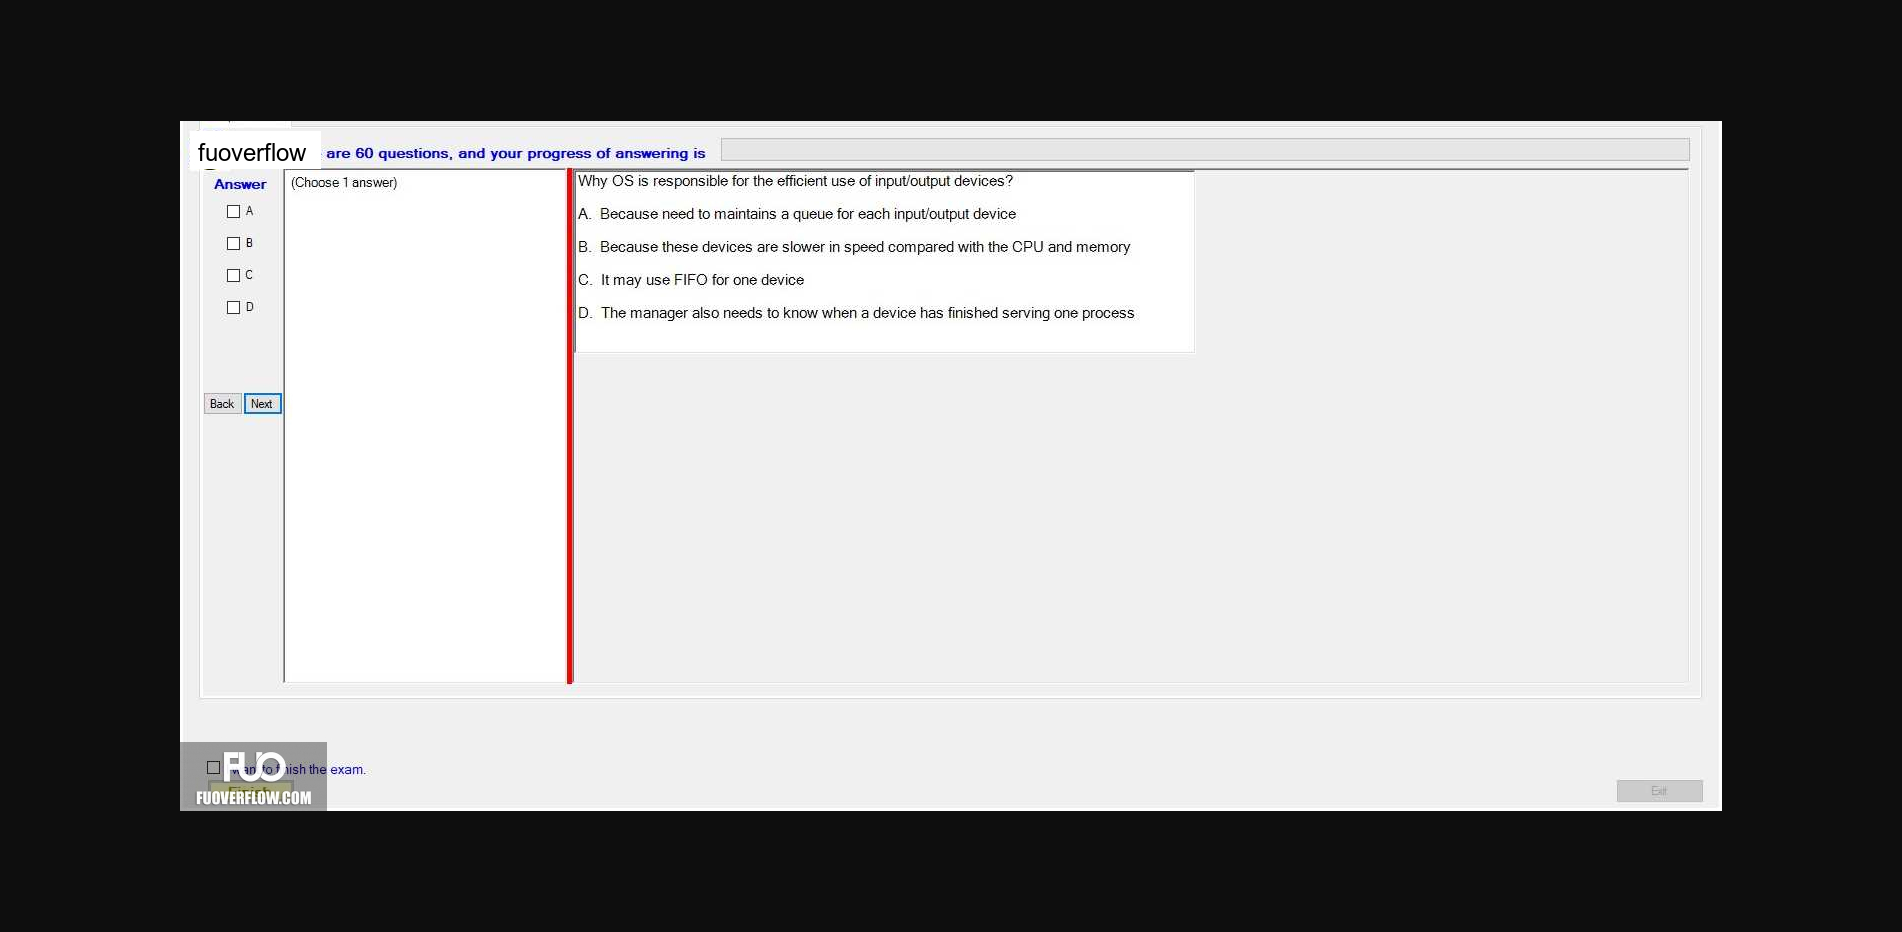 fuoverflow are 60 questions, and your progress of answering is
Answer
(Choose 1 answer)
A
B
C
D
Back Next
Why OS is responsible for the efficient use of input/output devices?
A. Because need to maintains a queue for each input/output device
B. Because these devices are slower in speed compared with the CPU and memory
C. It may use FIFO for one device
D. The manager also needs to know when a device has finished serving one process
FUO
to the exam.
Finish
FUOVERFLOW.COM
Exit